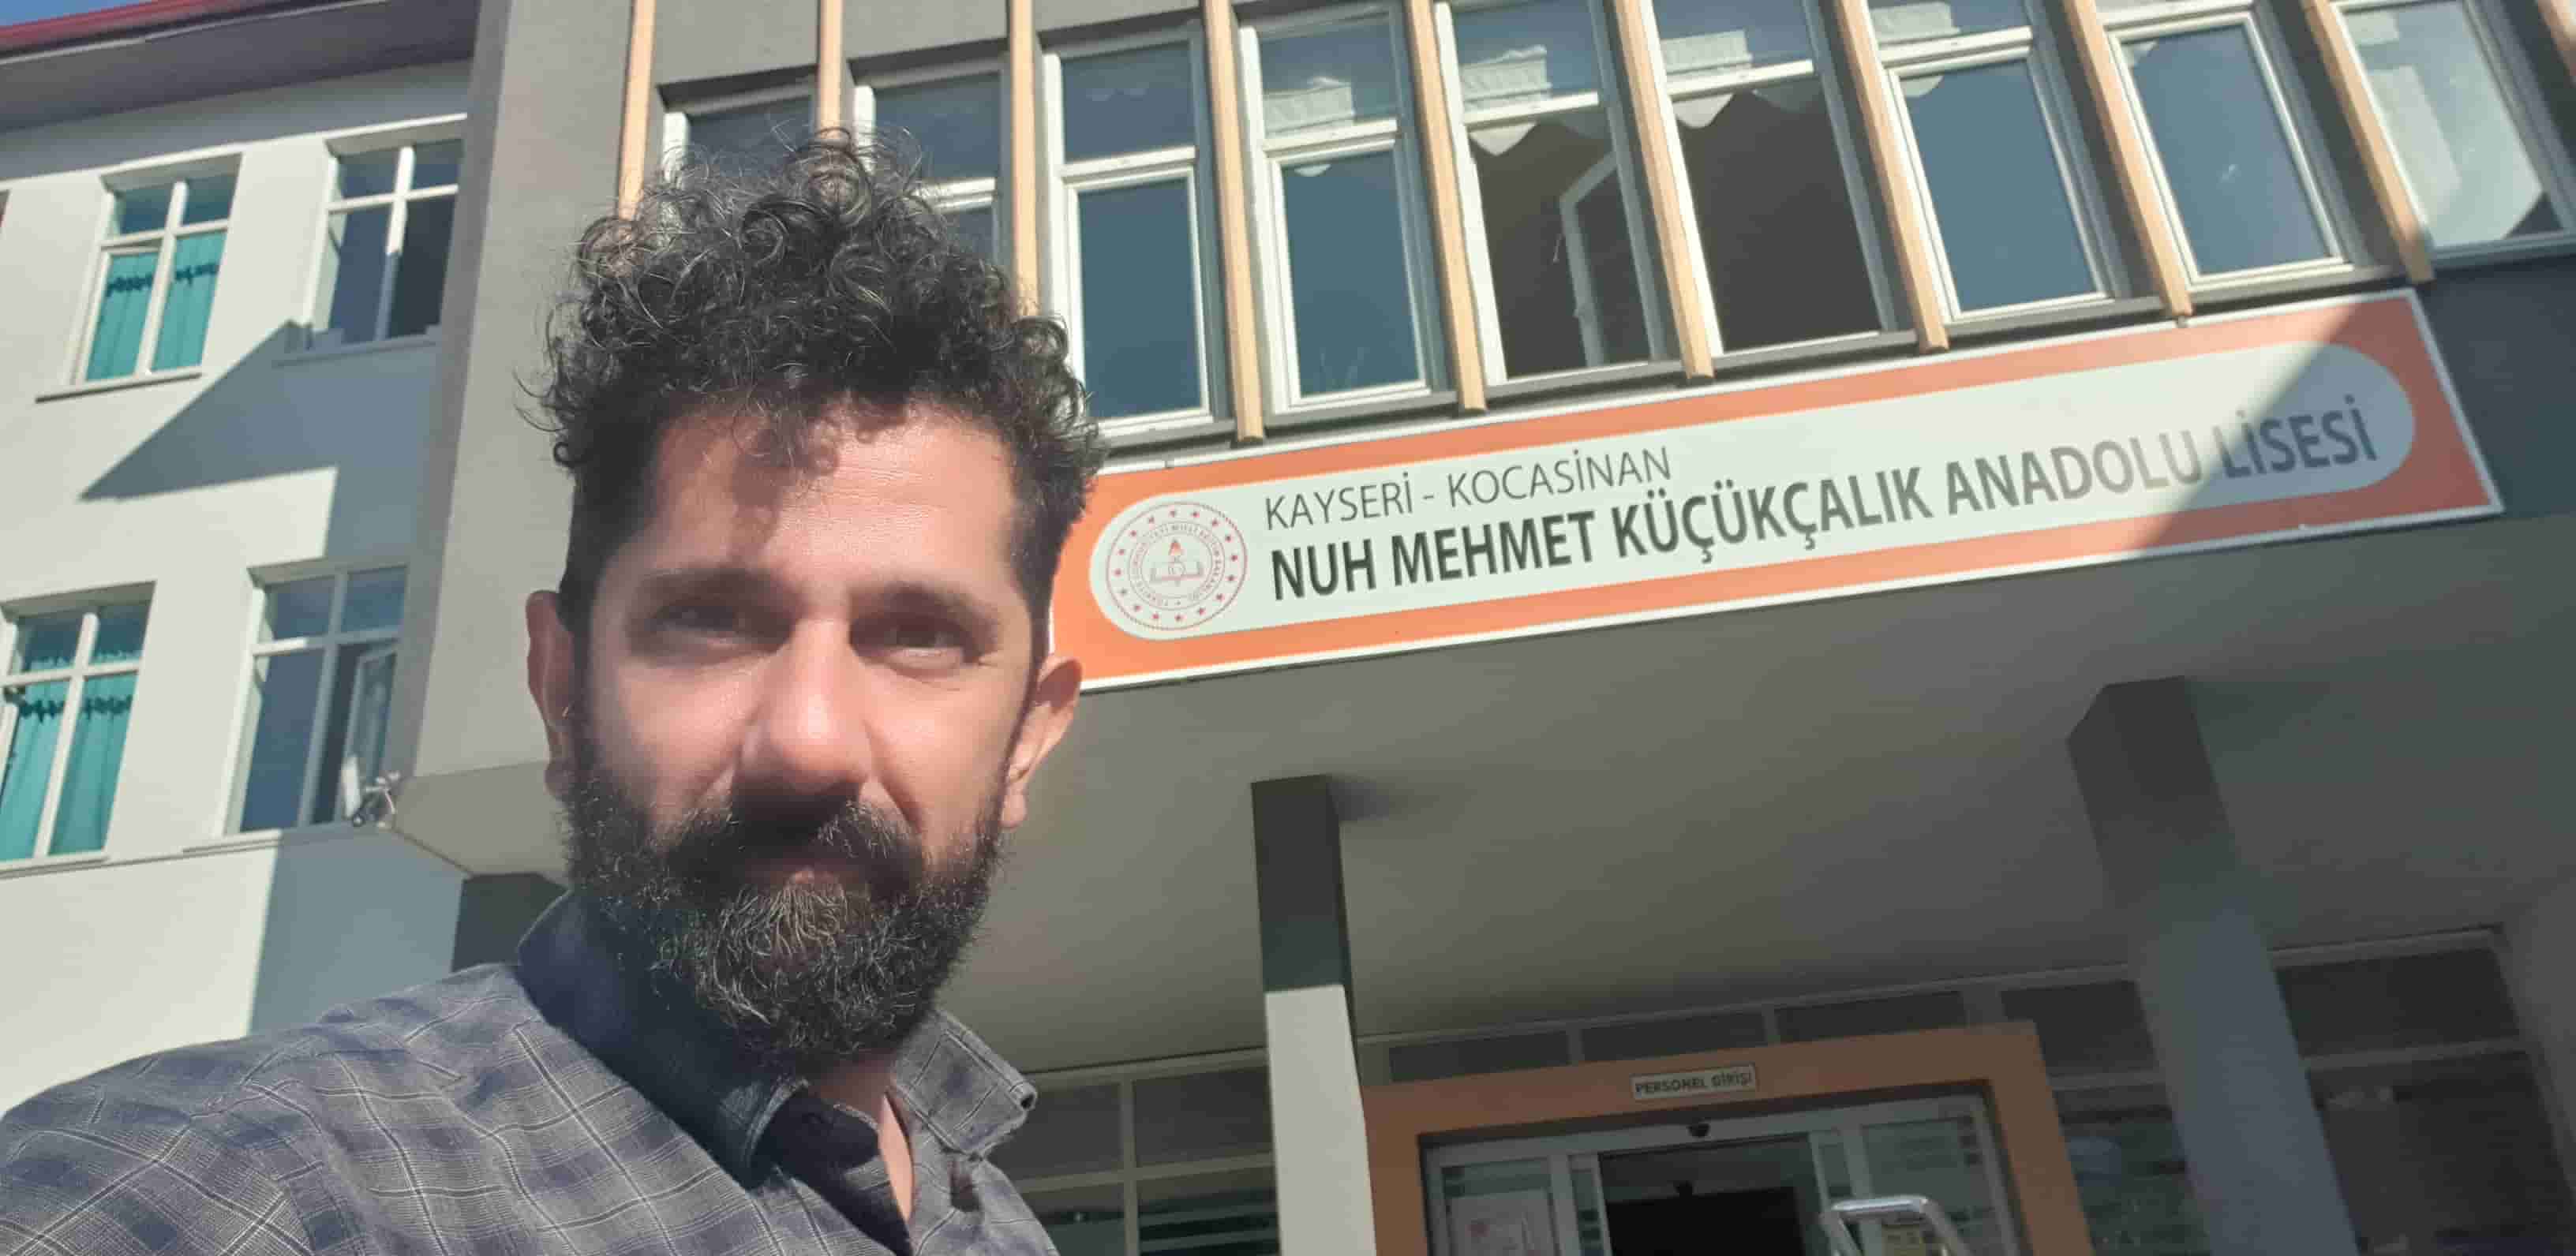 KAYSERİ - KOCASİNAN
NUH MEHMET KÜÇÜKÇALIK ANADOLU LİSESİ
PERSONEL GİRİŞİ